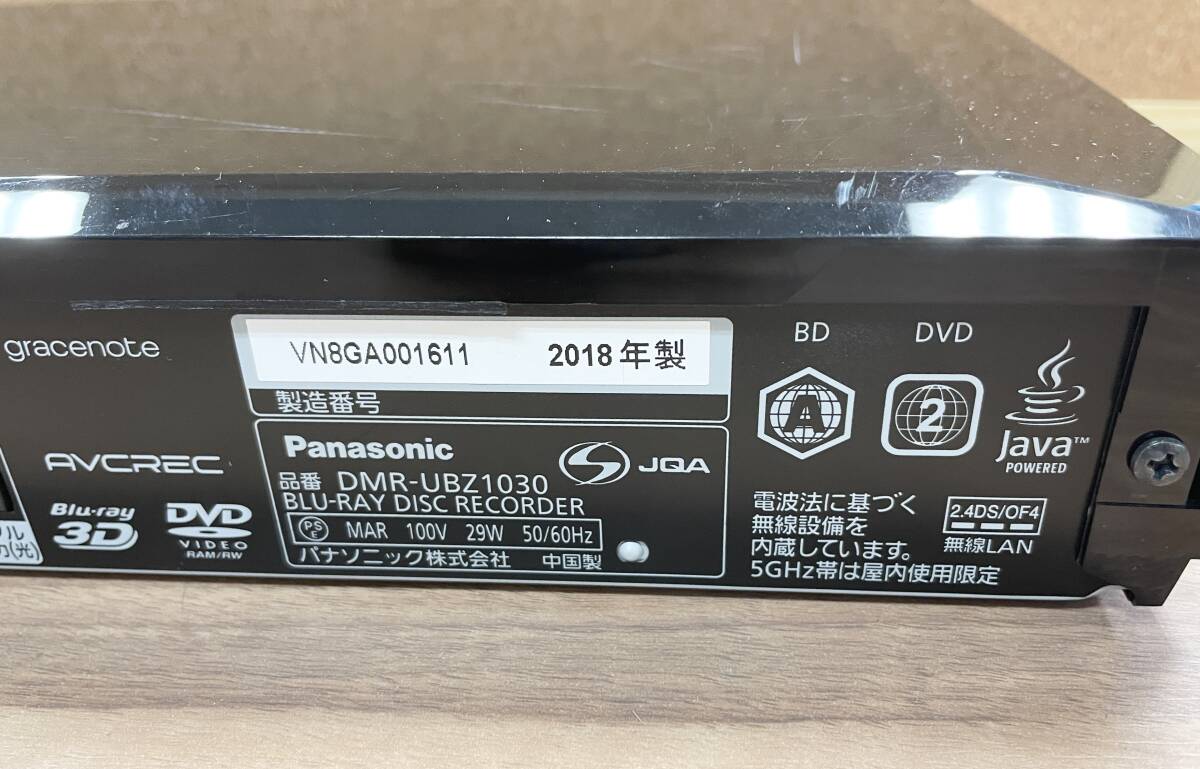 gracenote
AVCREC
Blu-ray
3D
DVD
VIDEO
RAM/RW
VN8GA001611 2018年製
製造番号
Panasonic
品番 DMR-UBZ1030
BLU-RAY DISC RECORDER
JQA
PS
E
MAR 100V 29W 50/60Hz
パナソニック株式会社 中国製
BD
A
DVD
2
Java™
POWERED
電波法に基づく
無線設備を
内蔵しています。
5GHz帯は屋内使用限定
2.4DS/OF4
無線LAN